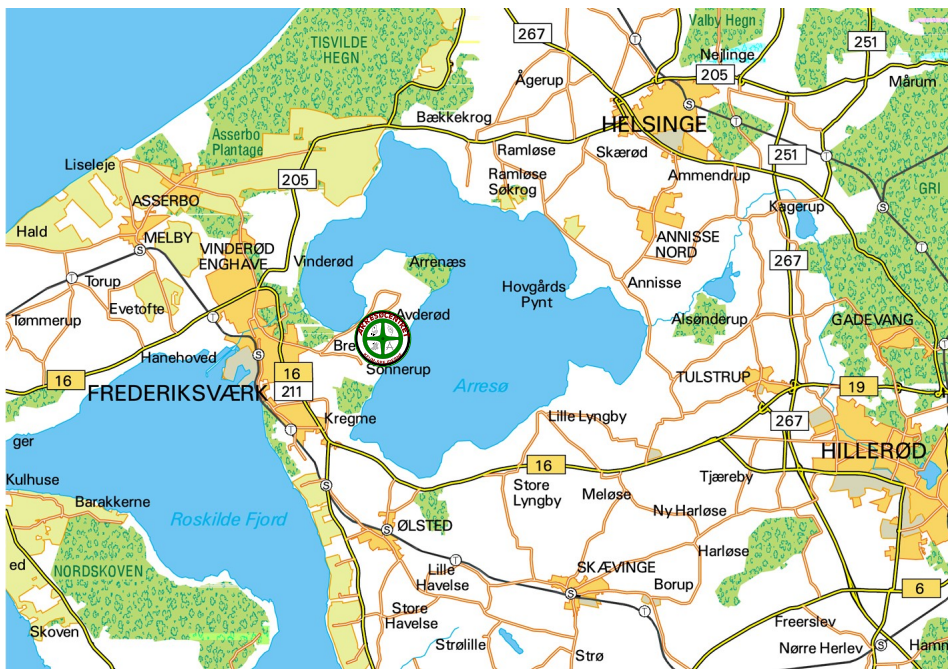 TISVILDE
HEGN
267
Valby Hegn
251
Nejlinge
205
Mårum
Ågerup
Bækkekrog
HELSINGE
Asserbo
Plantage
Liseleje
Ramløse
Skærød
251
205
Ramløse
Søkrog
Ammendrup
GRI
ASSERBO
Kagerup
Hald
MELBY
VINDERØD
ENGHAVE
ANNISSE
NORD
Vinderød
Arrenæs
267
Torup
Hovgårds
Pynt
Annisse
Evetofte
Avderød
Tømmerup
Alsønderup
GADEVANG
Bre
Hanehoved
Sonnerup
16
16
Arresø
TULSTRUP
19
FREDERIKSVÆRK
211
Kregme
Lille Lyngby
267
ger
HILLERØD
16
Kulhuse
Store
Lyngby
Meløse
Tjæreby
Barakkerne
Ny Harløse
Roskilde Fjord
ØLSTED
Harløse
ed
NORDSKOVEN
Lille
Havelse
SKÆVINGE
Borup
6
Store
Havelse
Freerslev
Skoven
Strølille
Strø
Nørre Herlev
Hamm